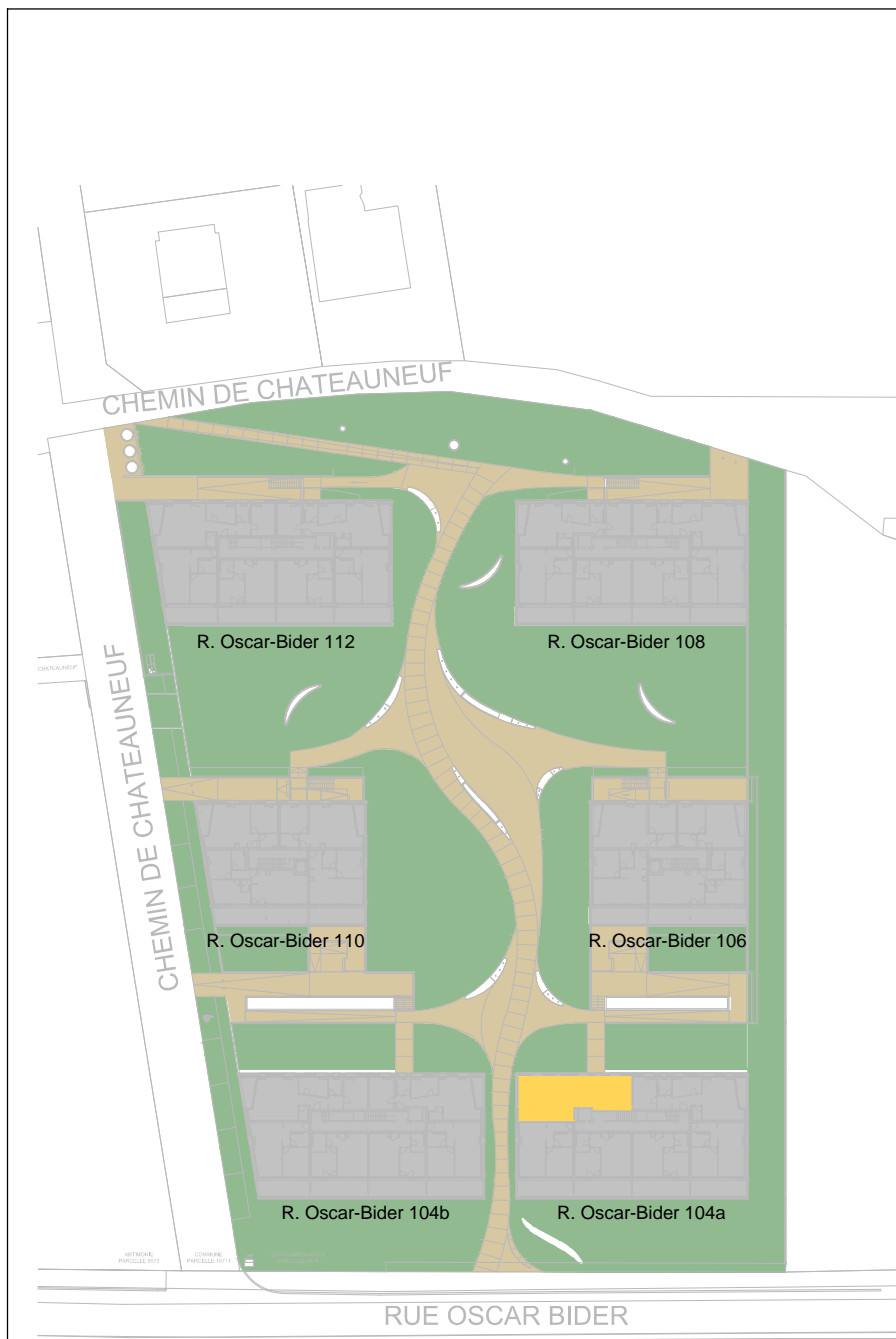 CHEMIN DE CHATEAUNEUF
R. Oscar-Bider 112
R. Oscar-Bider 108
CHATEAUNEUF
CHEMIN DE CHATEAUNEUF
R. Oscar-Bider 110
R. Oscar-Bider 106
R. Oscar-Bider 104b
R. Oscar-Bider 104a
COMMUNE
RUE OSCAR BIDER